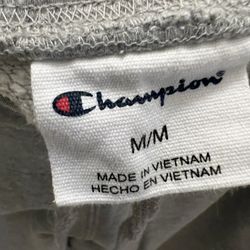 Champion
M/M
MADE IN VIETNAM
HECHO EN VIETNAM